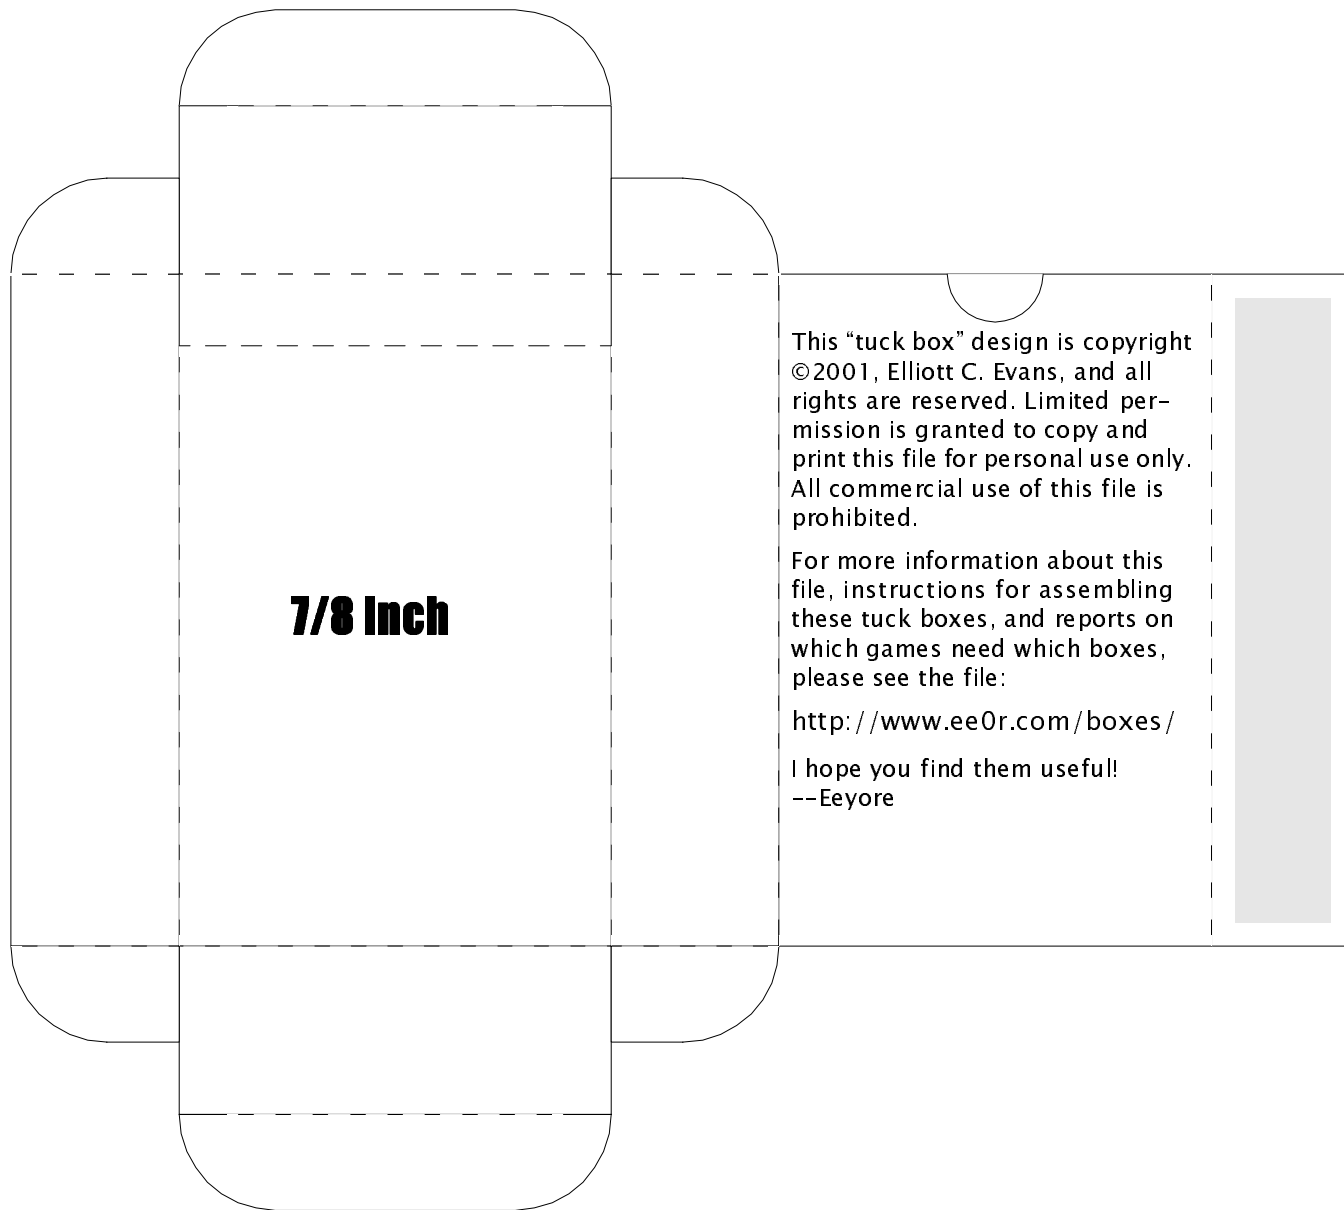 7/8 Inch
This “tuck box” design is copyright
©2001, Elliott C. Evans, and all
rights are reserved. Limited per-
mission is granted to copy and
print this file for personal use only.
All commercial use of this file is
prohibited.
For more information about this
file, instructions for assembling
these tuck boxes, and reports on
which games need which boxes,
please see the file:
http://www.ee0r.com/boxes/
I hope you find them useful!
--Eeyore